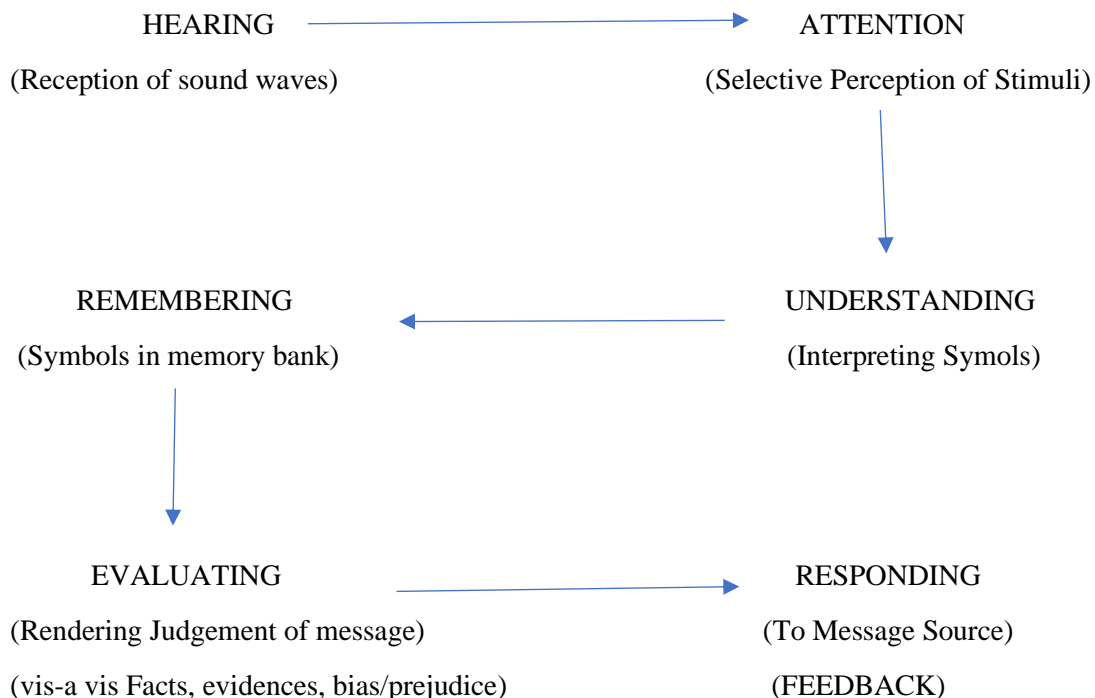 HEARING ATTENTION
(Reception of sound waves) (Selective Perception of Stimuli)
REMEMBERING UNDERSTANDING
(Symbols in memory bank) (Interpreting Symols)
EVALUATING RESPONDING
(Rendering Judgement of message) (To Message Source)
(vis-a vis Facts, evidences, bias/prejudice) (FEEDBACK)